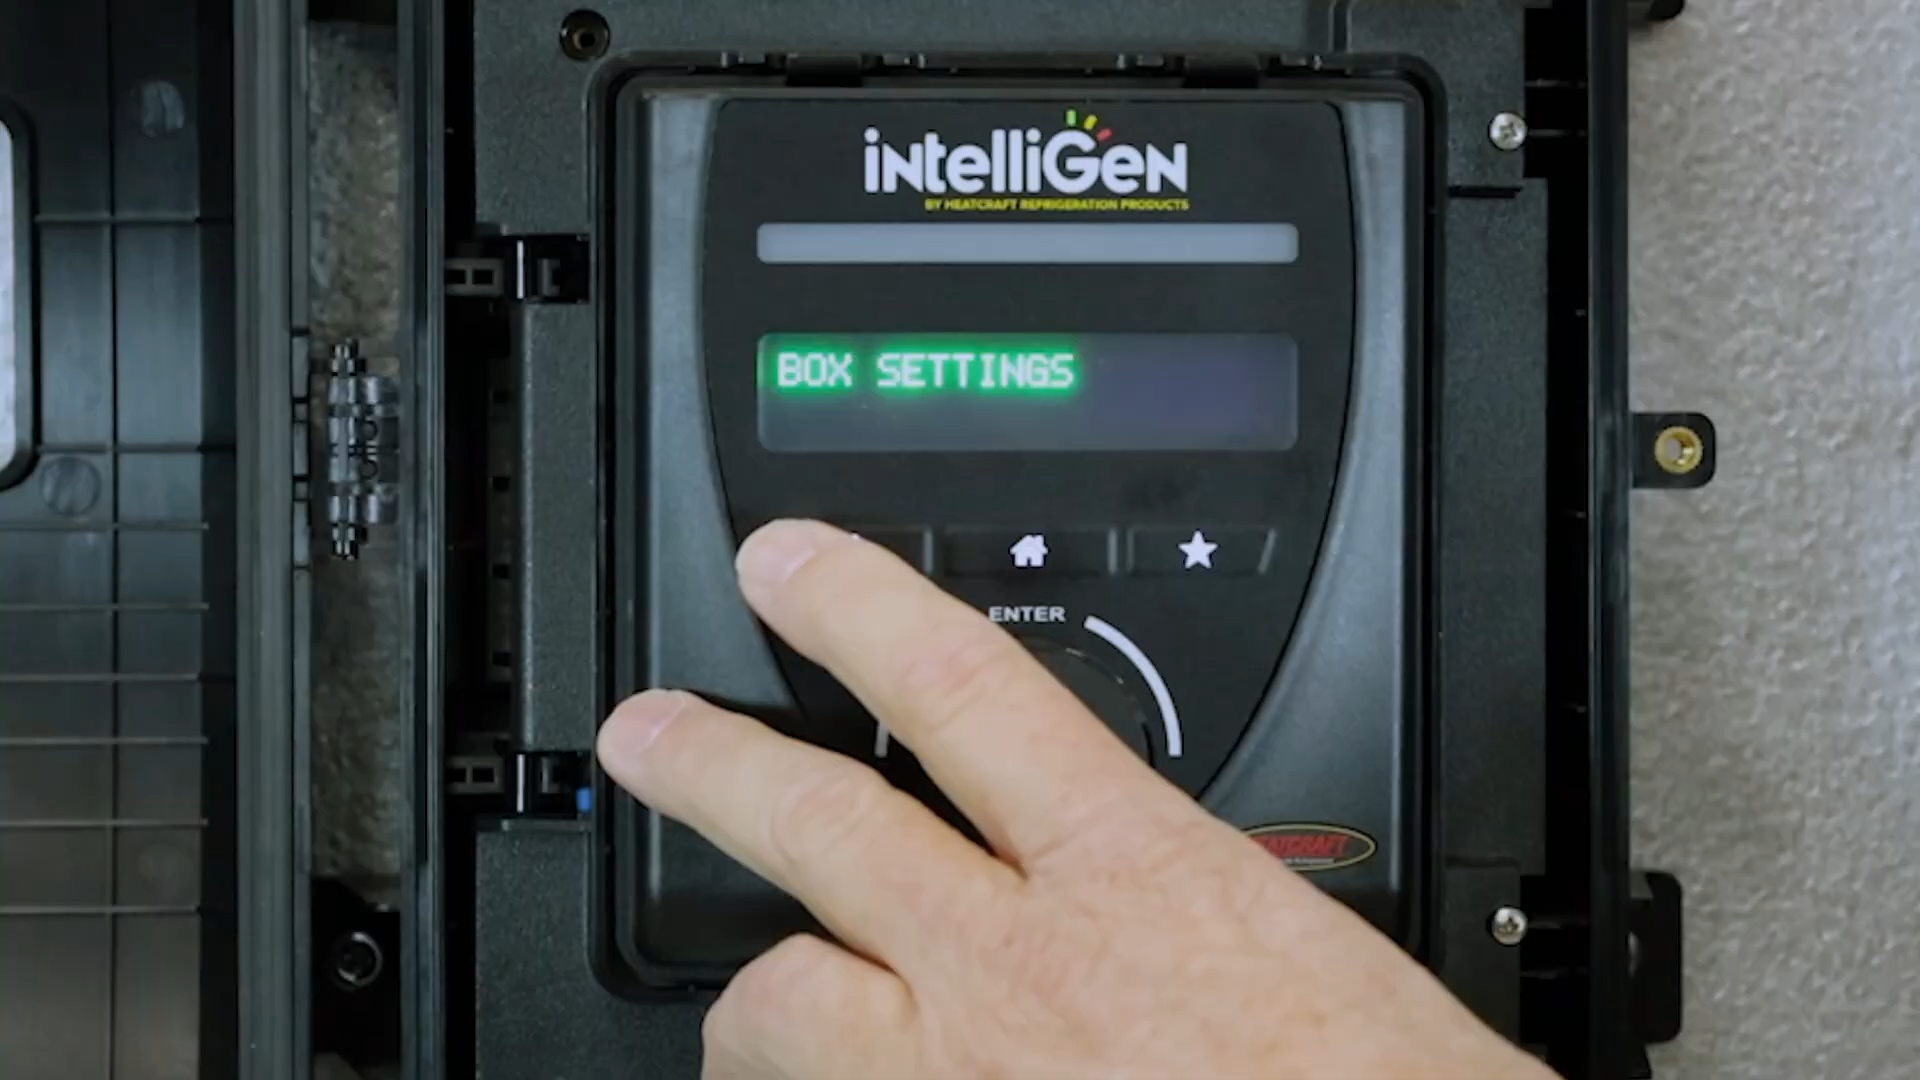 intelliGen
BY HEATCRAFT REFRIGERATION PRODUCTS
BOX SETTINGS
ENTER